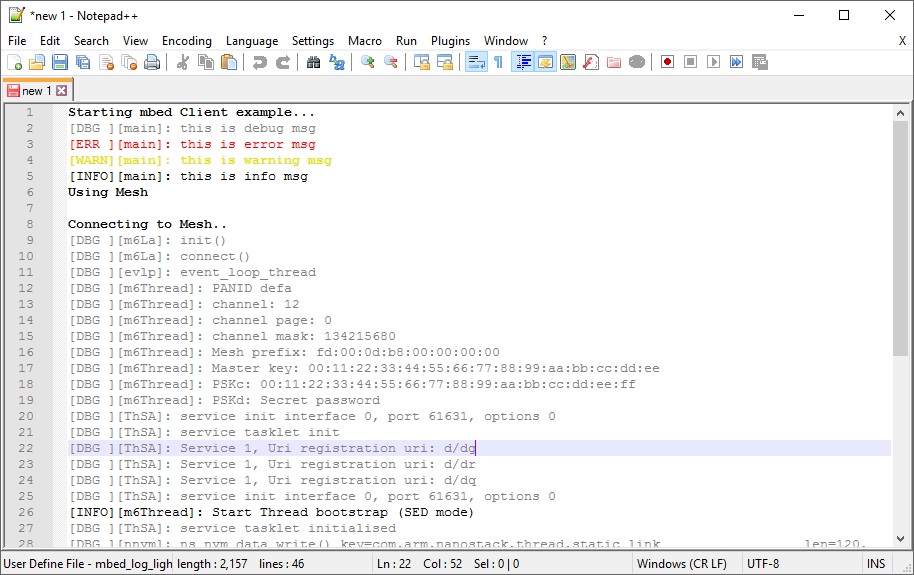 *new 1 - Notepad++
File Edit Search View Encoding Language Settings Macro Run Plugins Window ? X
new 1
1 Starting mbed Client example...
2 [DBG ][main]: this is debug msg
3 [ERR ][main]: this is error msg
4 [WARN][main]: this is warning msg
5 [INFO][main]: this is info msg
6 Using Mesh
7
8 Connecting to Mesh..
9 [DBG ][m6La]: init()
10 [DBG ][m6La]: connect()
11 [DBG ][evlp]: event_loop_thread
12 [DBG ][m6Thread]: PANID defa
13 [DBG ][m6Thread]: channel: 12
14 [DBG ][m6Thread]: channel page: 0
15 [DBG ][m6Thread]: channel mask: 134215680
16 [DBG ][m6Thread]: Mesh prefix: fd:00:0d:b8:00:00:00:00
17 [DBG ][m6Thread]: Master key: 00:11:22:33:44:55:66:77:88:99:aa:bb:cc:dd:ee
18 [DBG ][m6Thread]: PSKc: 00:11:22:33:44:55:66:77:88:99:aa:bb:cc:dd:ee:ff
19 [DBG ][m6Thread]: PSKd: Secret password
20 [DBG ][ThSA]: service init interface 0, port 61631, options 0
21 [DBG ][ThSA]: service tasklet init
22 [DBG ][ThSA]: Service 1, Uri registration uri: d/dg
23 [DBG ][ThSA]: Service 1, Uri registration uri: d/dr
24 [DBG ][ThSA]: Service 1, Uri registration uri: d/dq
25 [DBG ][ThSA]: service init interface 0, port 61631, options 0
26 [INFO][m6Thread]: Start Thread bootstrap (SED mode)
27 [DBG ][ThSA]: service tasklet initialised
28 [DBG ][nnvm]: ns_nvm_data_write() key=com.arm.nanostack.thread.static_link len=120,
User Define File - mbed_log_high length: 2,157 lines: 46 Ln: 22 Col: 52 Sel: 0 | 0 Windows (CR LF) UTF-8 INS